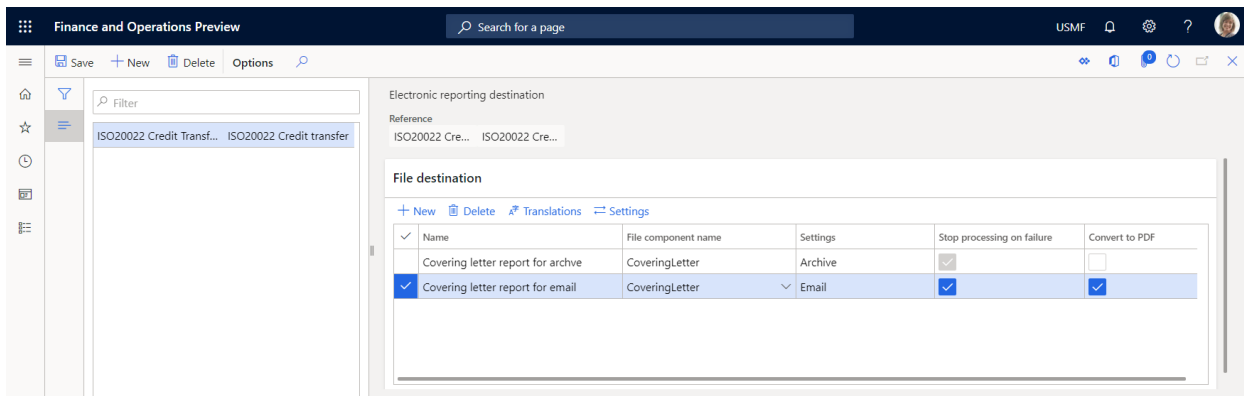 Finance and Operations Preview Search for a page USMF ?
Save New Delete Options 0
Filter
ISO20022 Credit Transf... ISO20022 Credit transfer
Electronic reporting destination
Reference
ISO20022 Cre... ISO20022 Cre...
File destination
New Delete Translations Settings
Name File component name Settings Stop processing on failure Convert to PDF
Covering letter report for archve CoveringLetter Archive
Covering letter report for email CoveringLetter Email